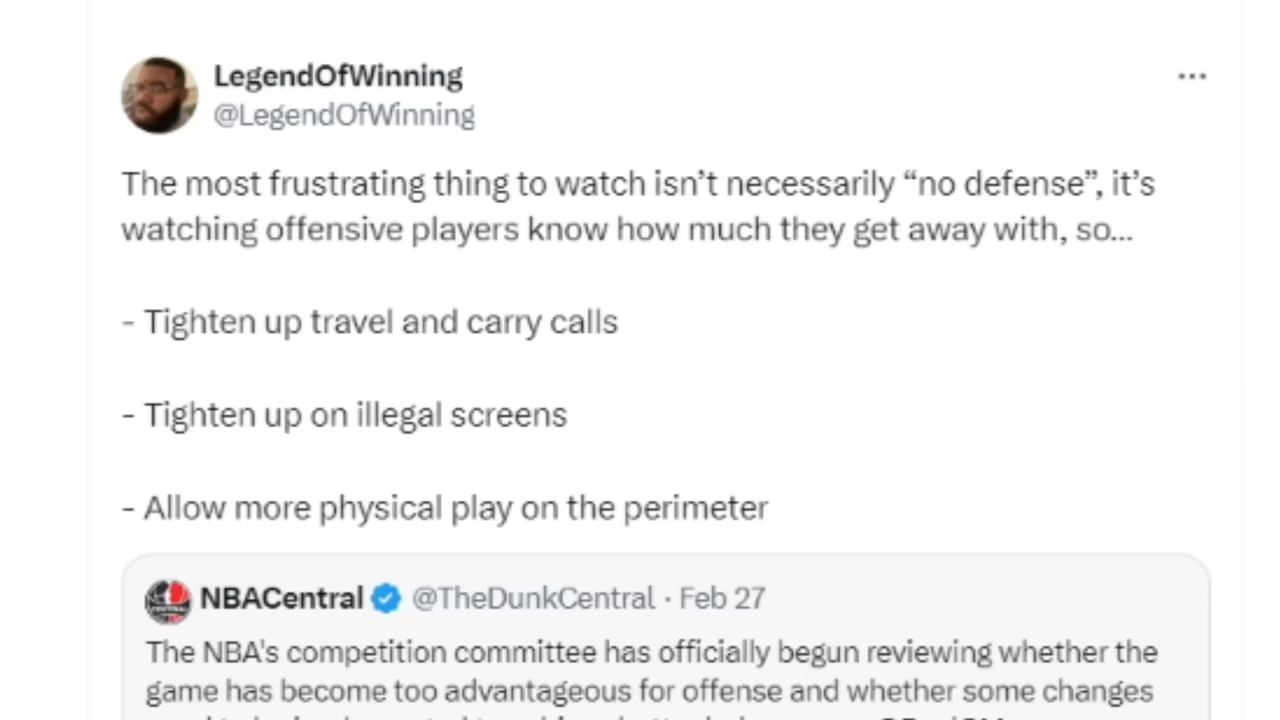 LegendOfWinning
@LegendOfWinning
The most frustrating thing to watch isn’t necessarily “no defense”, it’s
watching offensive players know how much they get away with, so...
- Tighten up travel and carry calls
- Tighten up on illegal screens
- Allow more physical play on the perimeter
NBACentral @TheDunkCentral · Feb 27
The NBA's competition committee has officially begun reviewing whether the
game has become too advantageous for offense and whether some changes